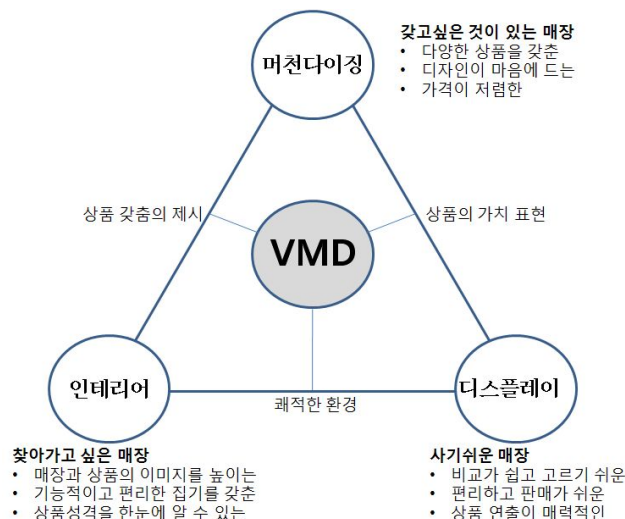 갖고싶은 것이 있는 매장
• 다양한 상품을 갖춘
• 디자인이 마음에 드는
• 가격이 저렴한
머천다이징
상품 갖춤의 제시
상품의 가치 표현
VMD
인테리어
디스플레이
쾌적한 환경
찾아가고 싶은 매장
• 매장과 상품의 이미지를 높이는
• 기능적이고 편리한 집기를 갖춘
• 상품성격을 한눈에 알 수 있는
사기쉬운 매장
• 비교가 쉽고 고르기 쉬운
• 편리하고 판매가 쉬운
• 상품 연출이 매력적인